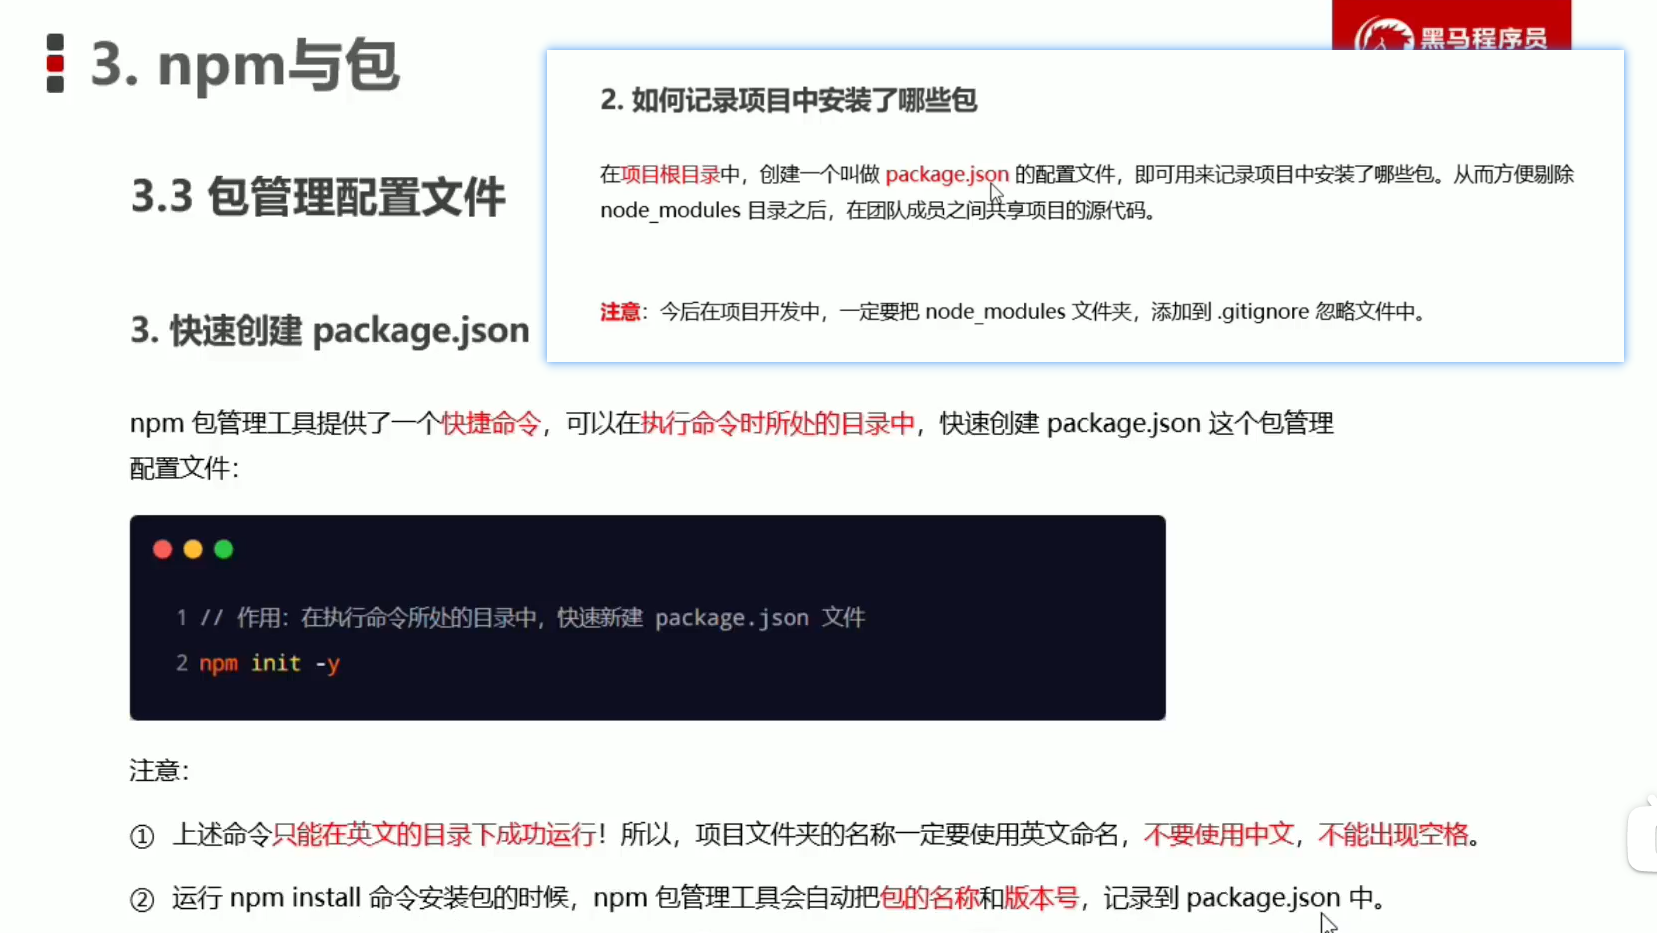 3. npm与包
黑马程序员
3.3 包管理配置文件
2. 如何记录项目中安装了哪些包
在项目根目录中，创建一个叫做 package.json 的配置文件，即可用来记录项目中安装了哪些包。从而方便剔除
node_modules 目录之后，在团队成员之间共享项目的源代码。
注意：今后在项目开发中，一定要把 node_modules 文件夹，添加到 .gitignore 忽略文件中。
3. 快速创建 package.json
npm 包管理工具提供了一个快捷命令，可以在执行命令时所处的目录中，快速创建 package.json 这个包管理
配置文件：
1 // 作用：在执行命令所处的目录中，快速新建 package.json 文件
2 npm init -y
注意：
① 上述命令只能在英文的目录下成功运行！所以，项目文件夹的名称一定要使用英文命名，不要使用中文，不能出现空格。
② 运行 npm install 命令安装包的时候，npm 包管理工具会自动把包的名称和版本号，记录到 package.json 中。